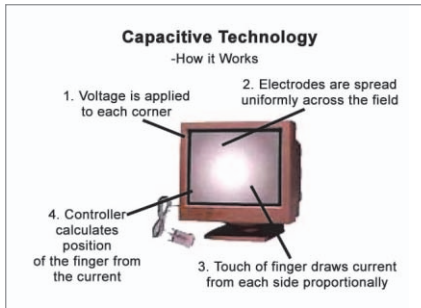 Capacitive Technology
-How it Works
1. Voltage is applied
to each corner
2. Electrodes are spread
uniformly across the field
4. Controller
calculates
position
of the finger from
the current
3. Touch of finger draws current
from each side proportionally